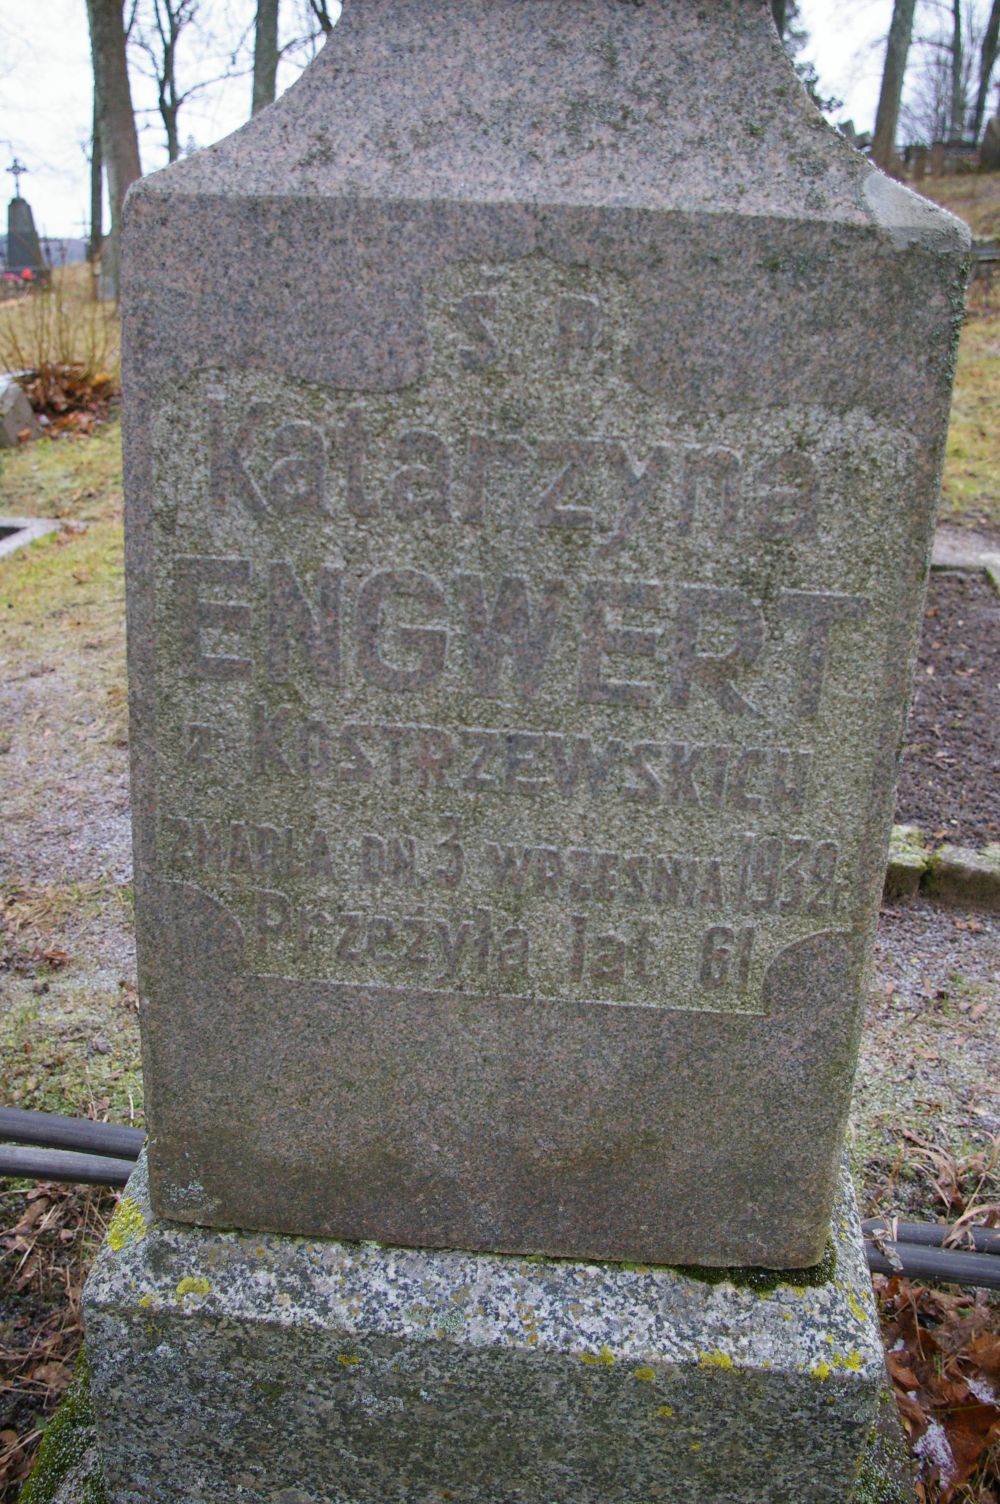 Ś P.
Katarzyna
ENGWERT
z KOSTRZEWSKICH
ZMARŁA DN. 3 WRZEŚNIA 1939 r.
Przeżyła lat 61